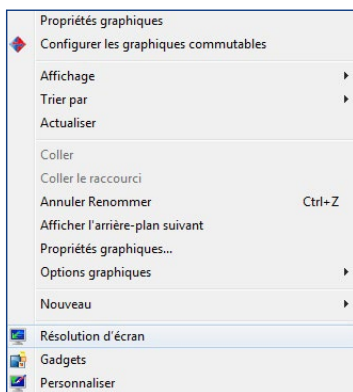 Propriétés graphiques
Configurer les graphiques commutables
Affichage
Trier par
Actualiser
Coller
Coller le raccourci
Annuler Renommer Ctrl+Z
Afficher l'arrière-plan suivant
Propriétés graphiques...
Options graphiques
Nouveau
Résolution d'écran
Gadgets
Personnaliser